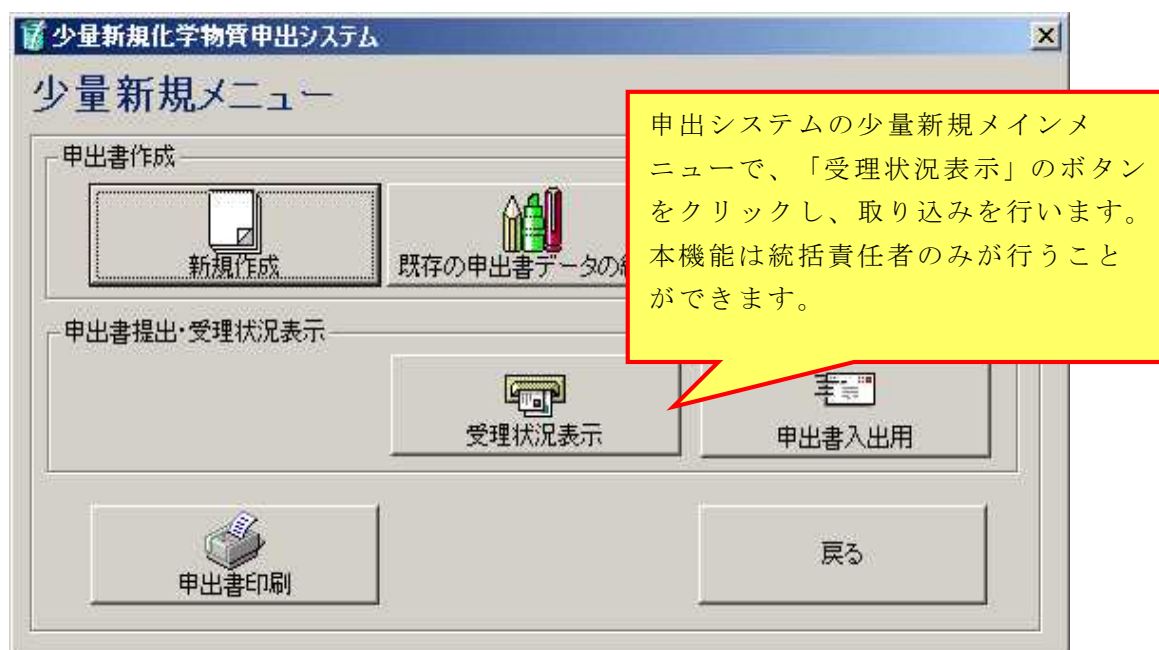 少量新規化学物質申出システム
少量新規メニュー
申出システムの少量新規メインメ
ニューで、「受理状況表示」のボタン
をクリックし、取り込みを行います。
本機能は統括責任者のみが行うこと
ができます。
申出書作成
新規作成
既存の申出書データの
申出書提出・受理状況表示
受理状況表示
申出書入出用
申出書印刷
戻る